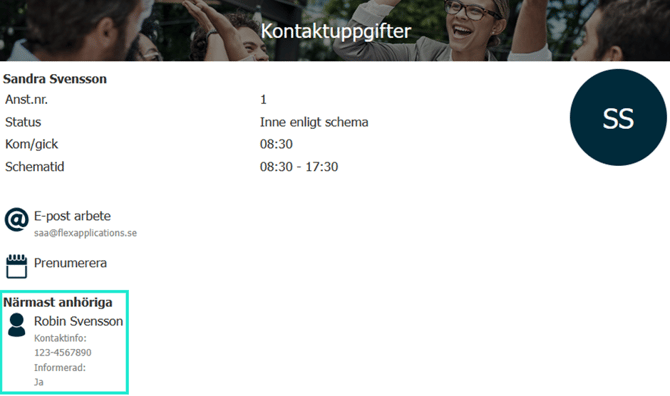 Kontaktuppgifter
Sandra Svensson
Anst.nr. 1
Status Inne enligt schema
Kom/gick 08:30
Schematid 08:30 - 17:30
SS
@
E-post arbete
saa@flexapplications.se
Prenumerera
Närmast anhöriga
Robin Svensson
Kontaktinfo:
123-4567890
Informerad:
Ja